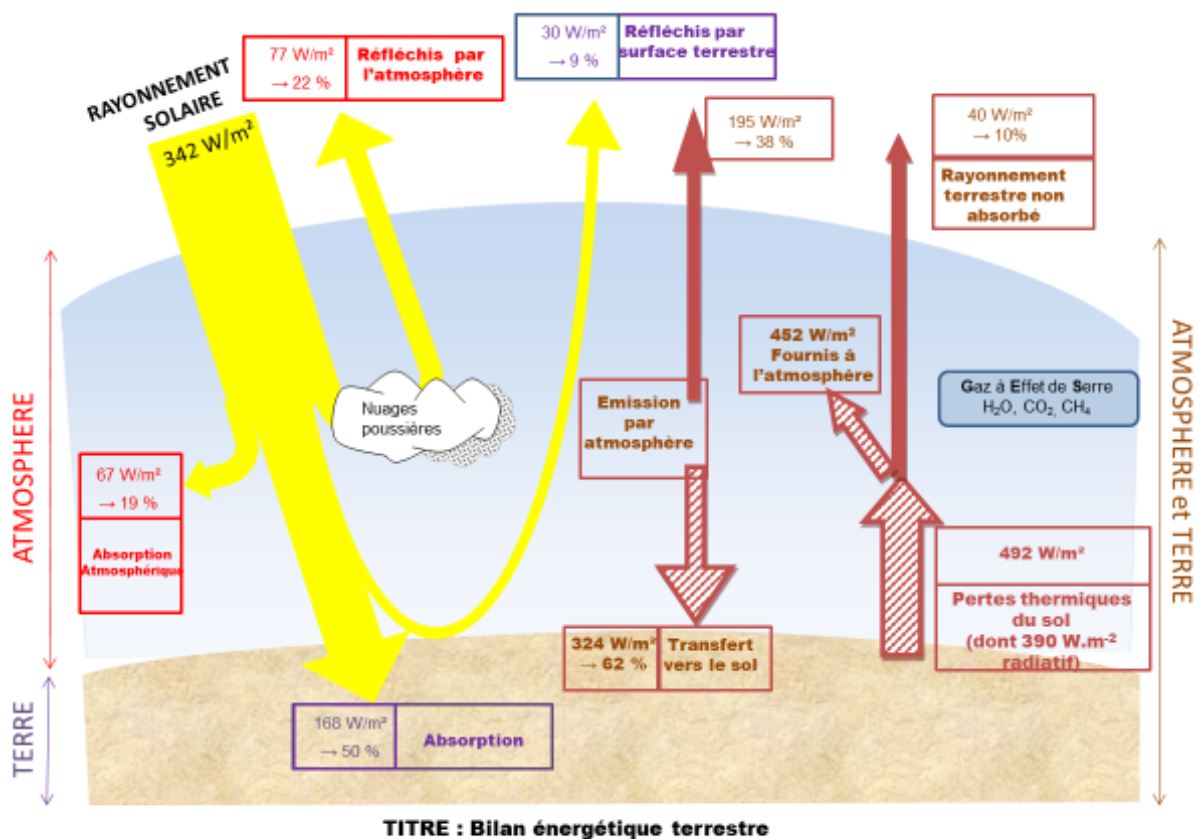 RAYONNEMENT
SOLAIRE
342 W/m²
77 W/m²
→ 22 %
Réfléchis par
l'atmosphère
30 W/m²
→ 9 %
Réfléchis par
surface terrestre
195 W/m²
→ 38 %
40 W/m²
→ 10%
Rayonnement
terrestre non
absorbé
ATMOSPHERE
TERRE
ATMOSPHERE et TERRE
Nuages
poussières
67 W/m²
→ 19 %
Absorption
Atmosphérique
Emission
par
atmosphère
452 W/m²
Fournis à
l'atmosphère
Gaz à Effet de Serre
H₂O, CO₂, CH₄
492 W/m²
Pertes thermiques
du sol
(dont 390 W.m⁻²
radiatif)
324 W/m²
→ 62 %
Transfert
vers le sol
168 W/m²
→ 50 %
Absorption
TITRE : Bilan énergétique terrestre